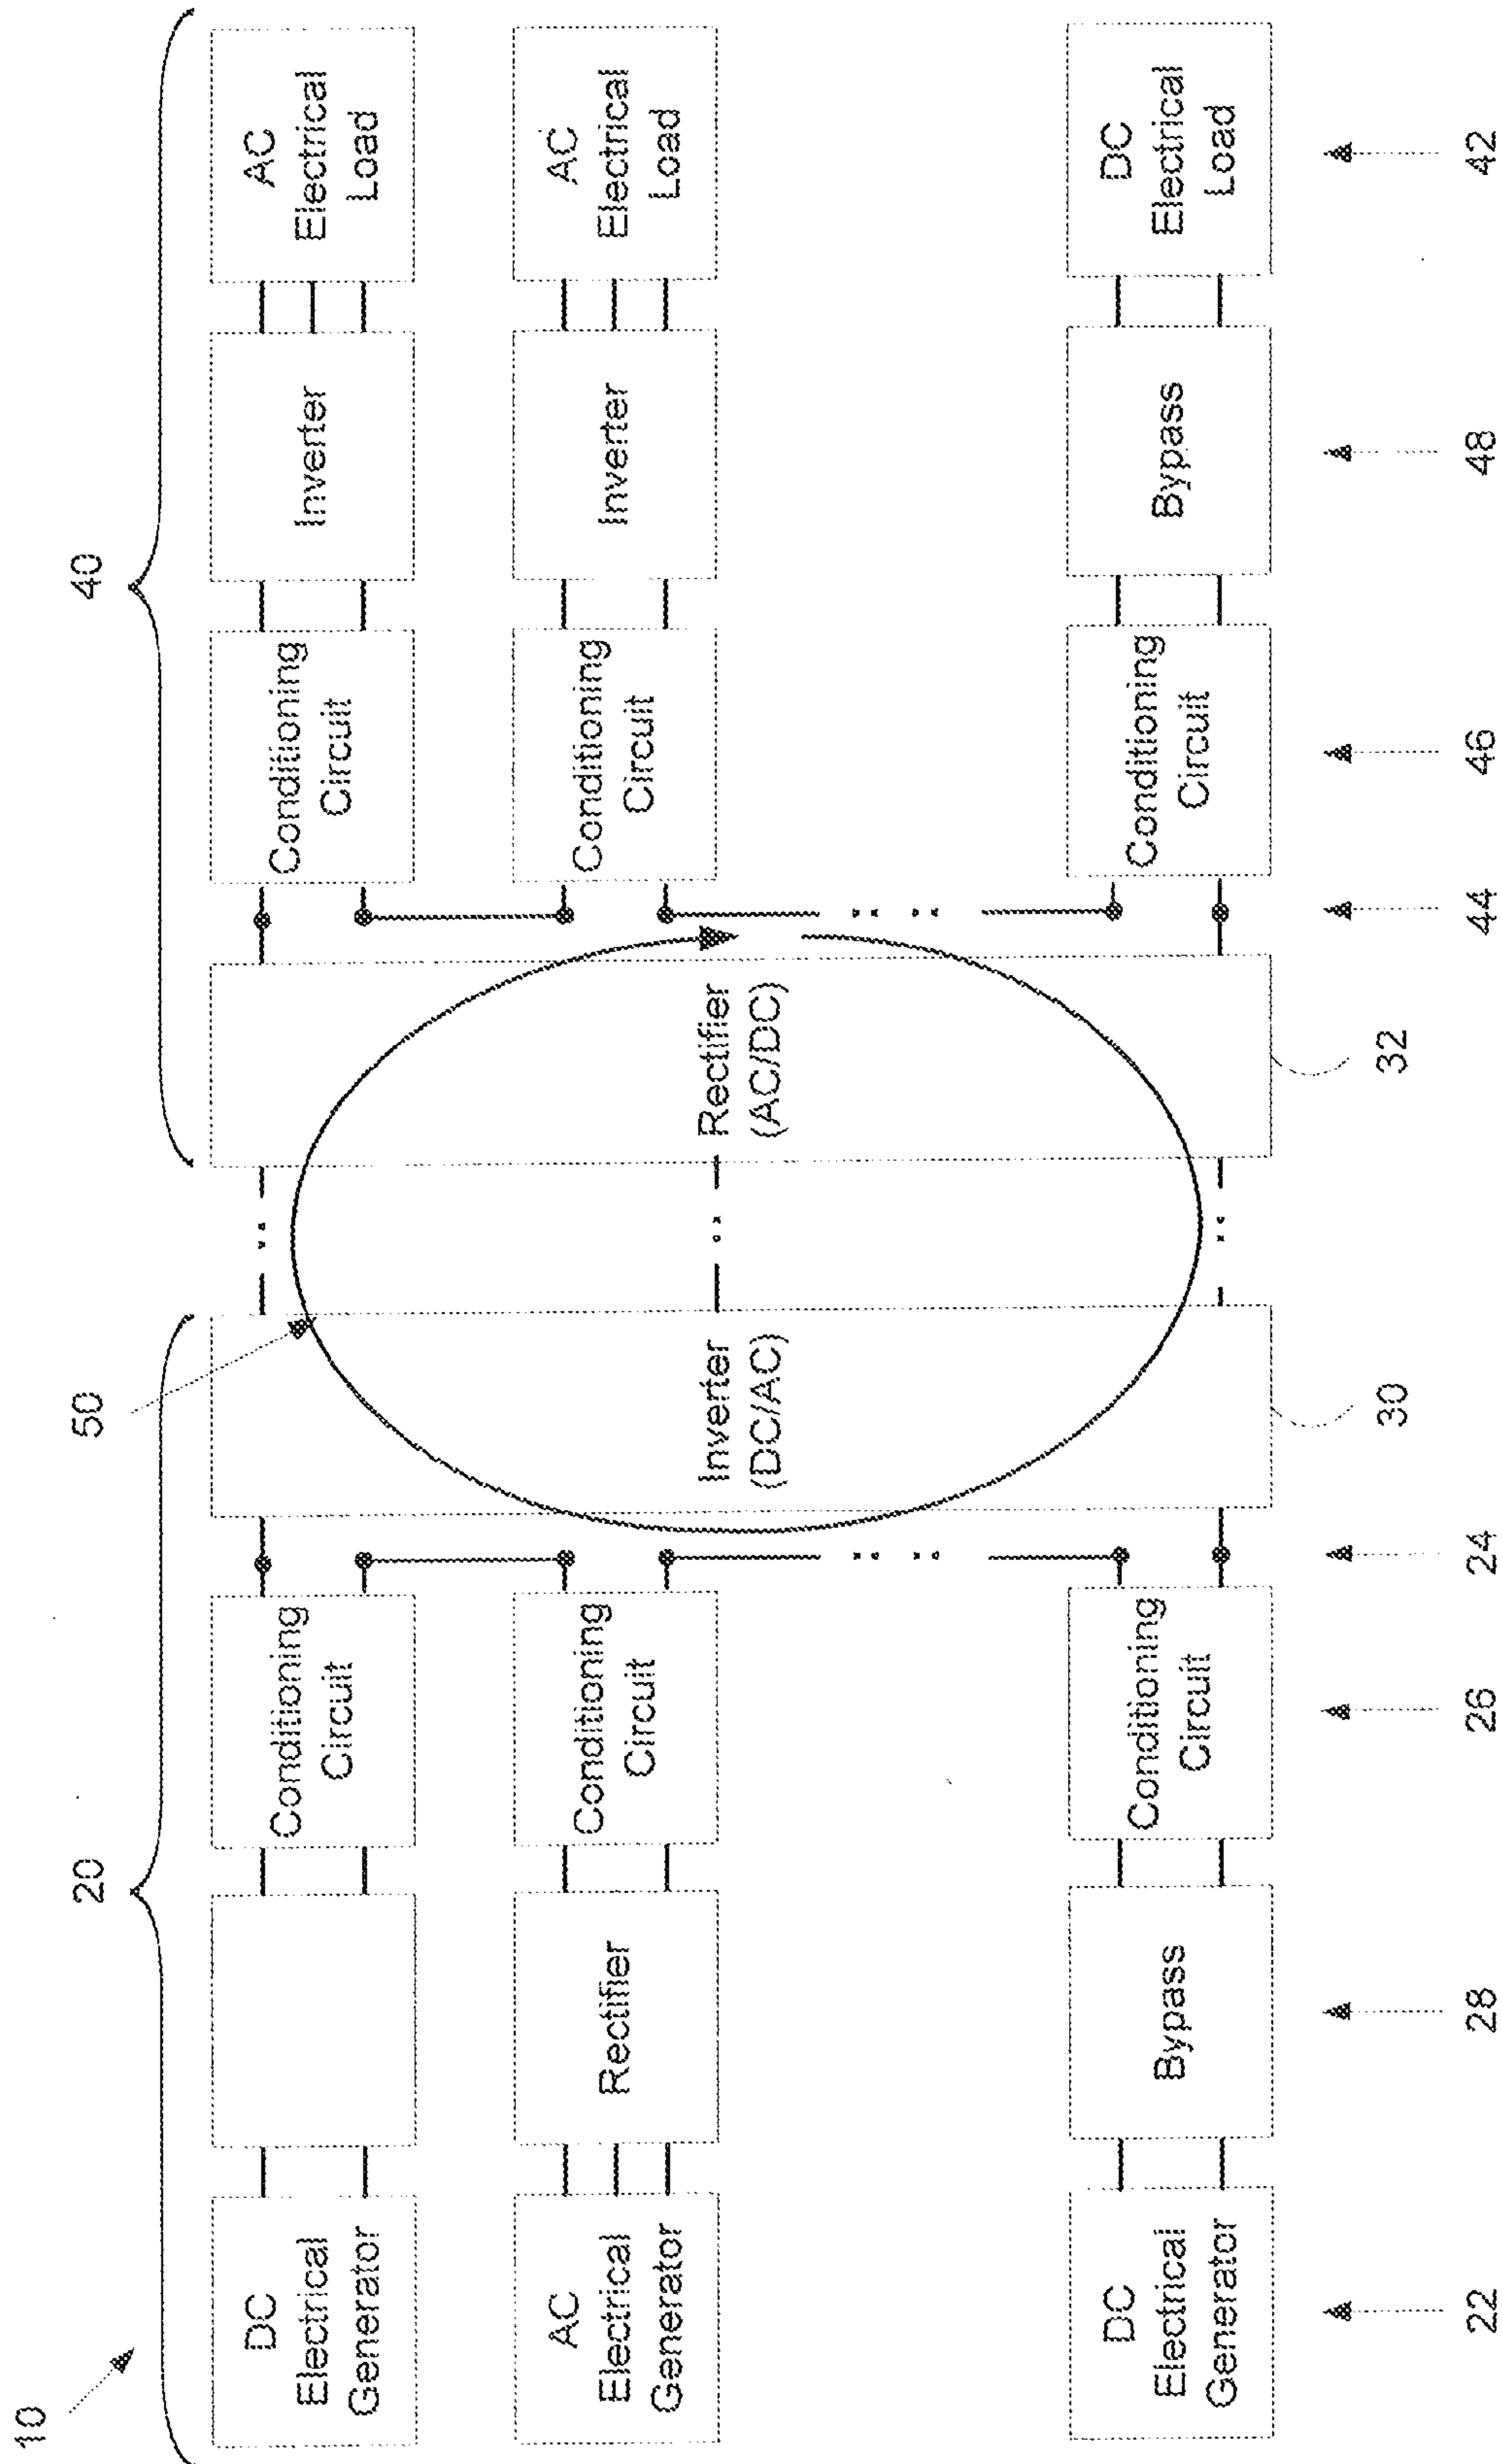 10
20
50
40
DC
Electrical
Generator
Conditioning
Circuit
Conditioning
Circuit
Inverter
AC
Electrical
Load
AC
Electrical
Generator
Rectifier
Conditioning
Circuit
Inverter
(DC/AC)
Rectifier
(AC/DC)
Conditioning
Circuit
Inverter
AC
Electrical
Load
DC
Electrical
Generator
Bypass
Conditioning
Circuit
Conditioning
Circuit
Bypass
DC
Electrical
Load
30
32
22
28
26
24
44
46
48
42